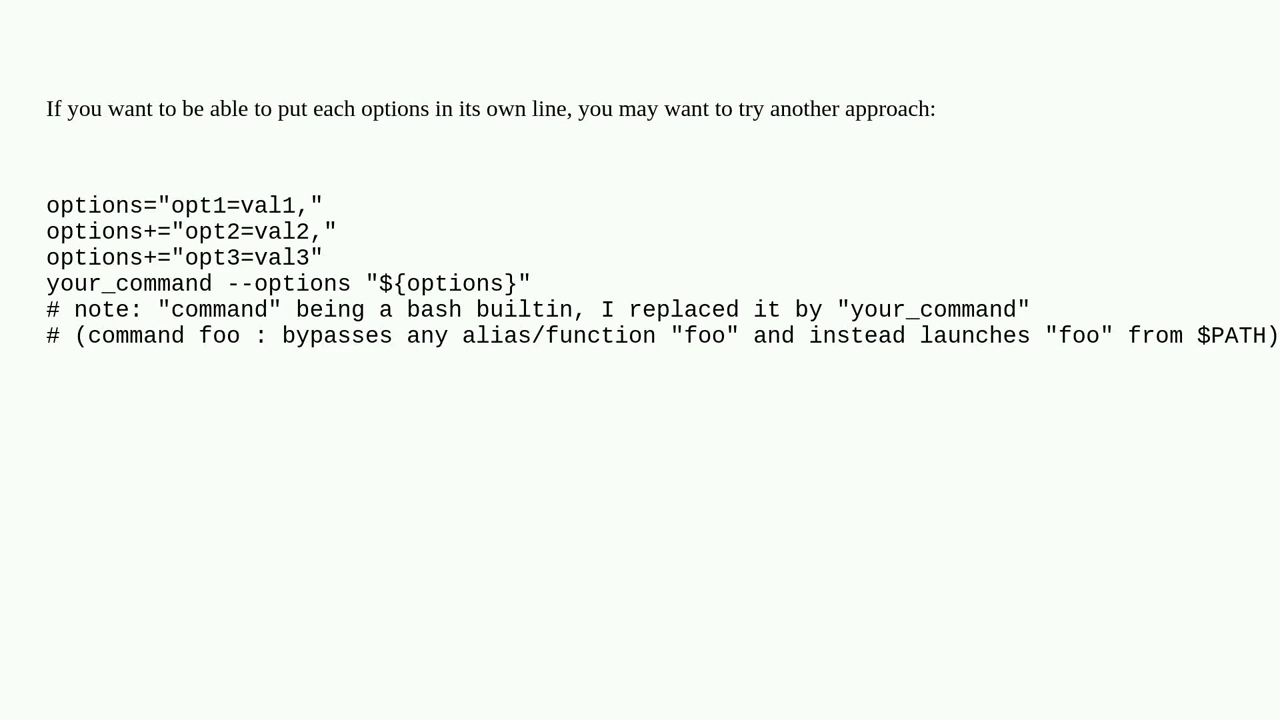 If you want to be able to put each options in its own line, you may want to try another approach:
options="opt1=val1,"
options+="opt2=val2,"
options+="opt3=val3"
your_command --options "${options}"
# note: "command" being a bash builtin, I replaced it by "your_command"
# (command foo : bypasses any alias/function "foo" and instead launches "foo" from $PATH)